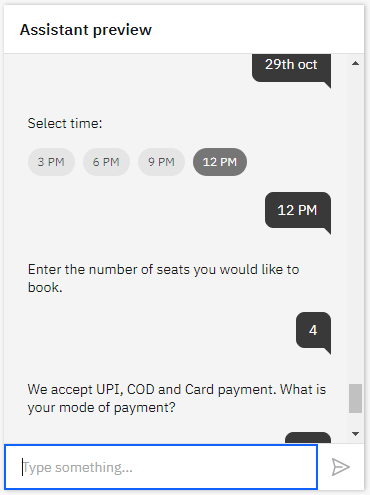 Assistant preview
29th oct
Select time:
3 PM 6 PM 9 PM 12 PM
12 PM
Enter the number of seats you would like to
book.
4
We accept UPI, COD and Card payment. What is
your mode of payment?
Type something...